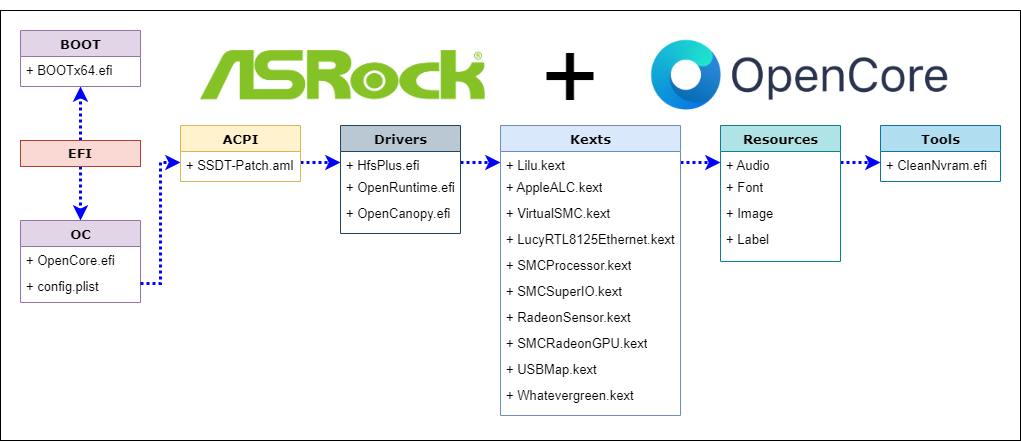 BOOT
+ BOOTx64.efi
EFI
OC
+ OpenCore.efi
+ config.plist
ASRock®
+
OpenCore
ACPI
+ SSDT-Patch.aml
Drivers
+ HfsPlus.efi
+ OpenRuntime.efi
+ OpenCanopy.efi
Kexts
+ Lilu.kext
+ AppleALC.kext
+ VirtualSMC.kext
+ LucyRTL8125Ethernet.kext
+ SMCProcessor.kext
+ SMCSuperIO.kext
+ RadeonSensor.kext
+ SMCRadeonGPU.kext
+ USBMap.kext
+ Whatevergreen.kext
Resources
+ Audio
+ Font
+ Image
+ Label
Tools
+ CleanNvram.efi